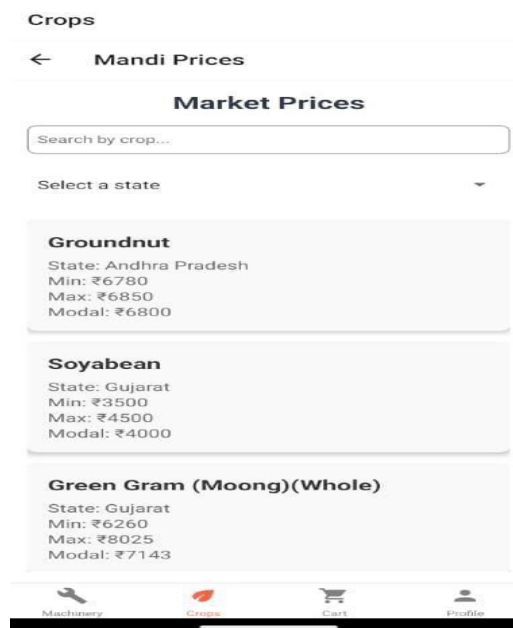 Crops
Mandi Prices
Market Prices
Search by crop...
Select a state
Groundnut
State: Andhra Pradesh
Min: ₹6780
Max: ₹6850
Modal: ₹6800
Soyabean
State: Gujarat
Min: ₹3500
Max: ₹4500
Modal: ₹4000
Green Gram (Moong)(Whole)
State: Gujarat
Min: ₹6260
Max: ₹8025
Modal: ₹7143
Machinery Crops Cart Profile